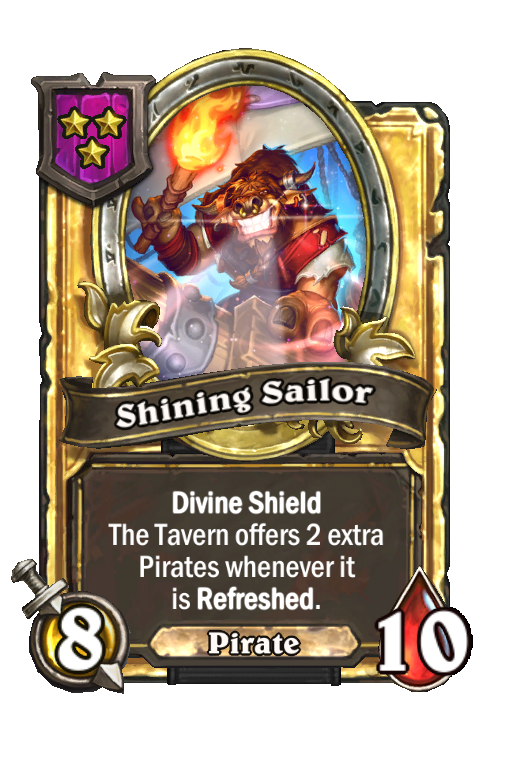 Shining Sailor
Divine Shield
The Tavern offers 2 extra
Pirates whenever it
is Refreshed.
8
Pirate
10